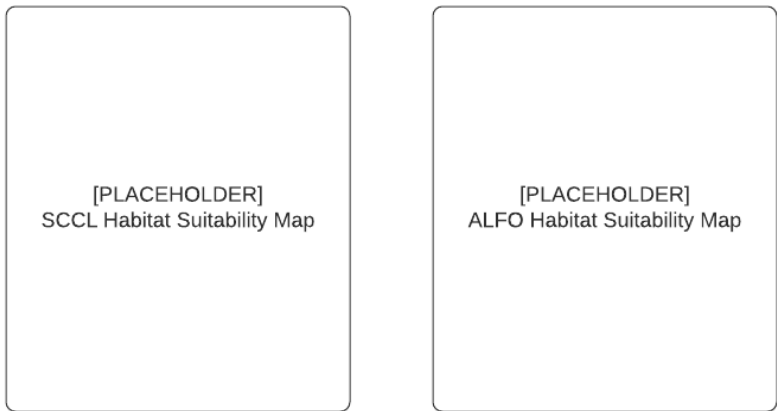 [PLACEHOLDER]
SCCL Habitat Suitability Map
[PLACEHOLDER]
ALFO Habitat Suitability Map